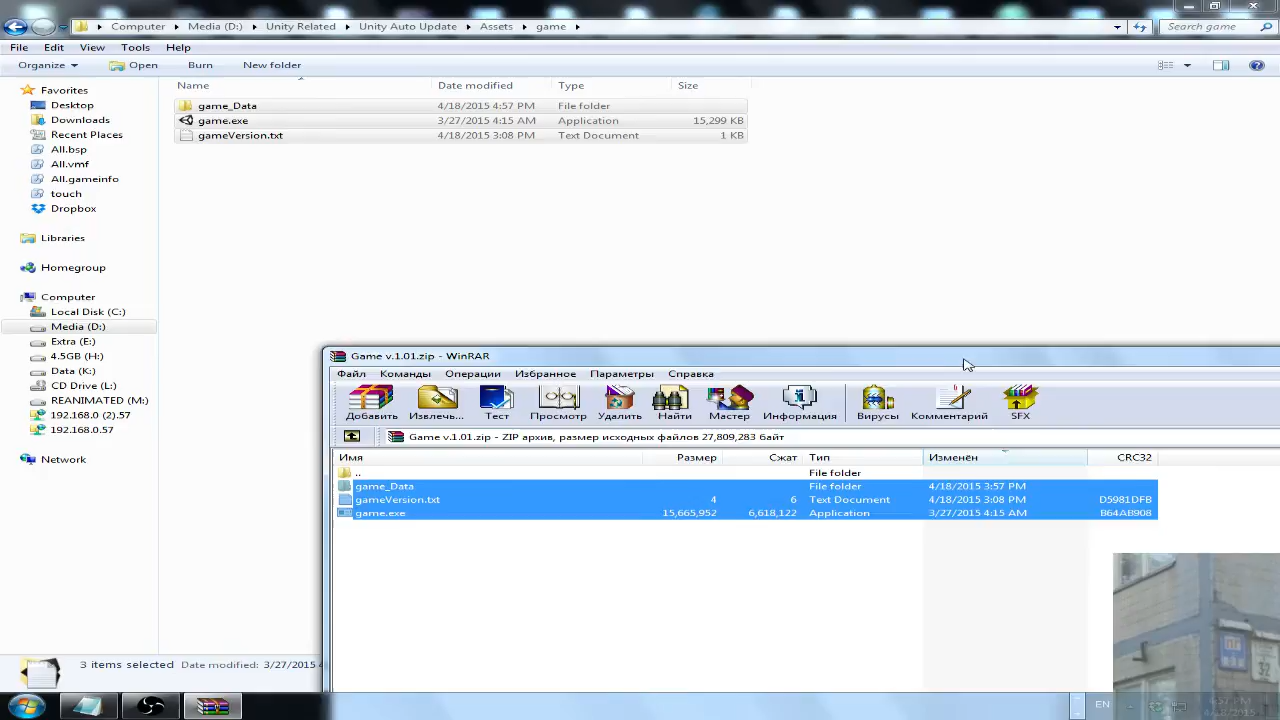 Computer ▸ Media (D:) ▸ Unity Related ▸ Unity Auto Update ▸ Assets ▸ game ▸
Search game
File Edit View Tools Help
Organize Open Burn New folder
Name Date modified Type Size
game_Data 4/18/2015 4:57 PM File folder
game.exe 3/27/2015 4:15 AM Application 15,299 KB
gameVersion.txt 4/18/2015 3:08 PM Text Document 1 KB
Favorites
Desktop
Downloads
Recent Places
All.bsp
All.vmf
All.gameinfo
touch
Dropbox
Libraries
Homegroup
Computer
Local Disk (C:)
Media (D:)
Extra (E:)
4.5GB (H:)
Data (K:)
CD Drive (L:)
REANIMATED (M:)
192.168.0 (2).57
192.168.0.57
Network
3 items selected Date modified: 3/27/2015 4
Game v.1.01.zip - WinRAR
Файл Команды Операции Избранное Параметры Справка
Добавить Извлечь... Тест Просмотр Удалить Найти Мастер Информация Вирусы Комментарий SFX
Game v.1.01.zip - ZIP архив, размер исходных файлов 27,809,283 байт
Имя Размер Сжат Тип Изменён CRC32
.. File folder
game_Data File folder 4/18/2015 3:57 PM
gameVersion.txt 4 6 Text Document 4/18/2015 3:08 PM D5981DFB
game.exe 15,665,952 6,618,122 Application 3/27/2015 4:15 AM B64AB908
32
EN
4:57 PM
4/18/2015